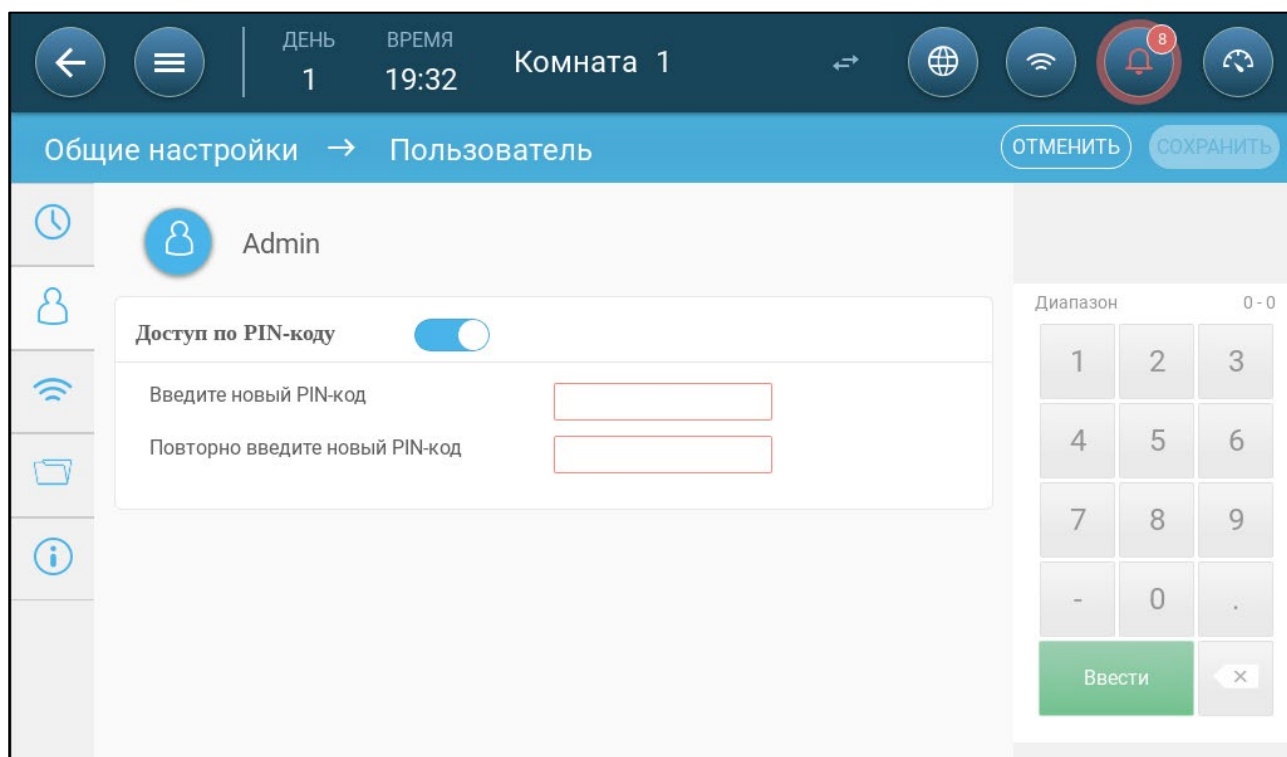 ДЕНЬ
1
ВРЕМЯ
19:32
Комната 1
8
Общие настройки → Пользователь
ОТМЕНИТЬ
СОХРАНИТЬ
Admin
Доступ по PIN-коду
Введите новый PIN-код
Повторно введите новый PIN-код
Диапазон 0 - 0
1 2 3
4 5 6
7 8 9
- 0 .
Ввести